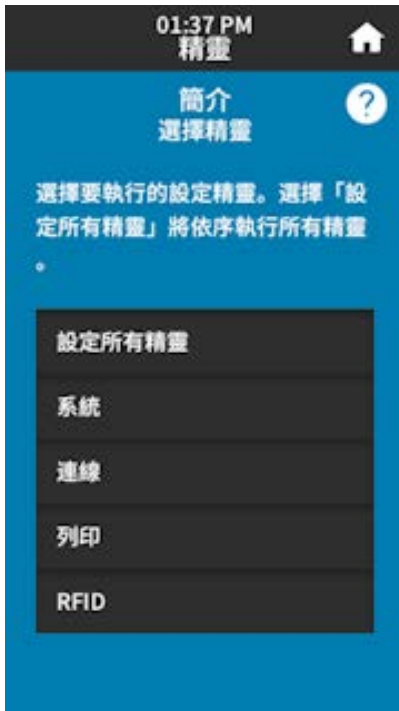 01:37 PM
精靈
簡介
?
選擇精靈
選擇要執行的設定精靈。選擇「設
定所有精靈」將依序執行所有精靈
。
設定所有精靈
系統
連線
列印
RFID